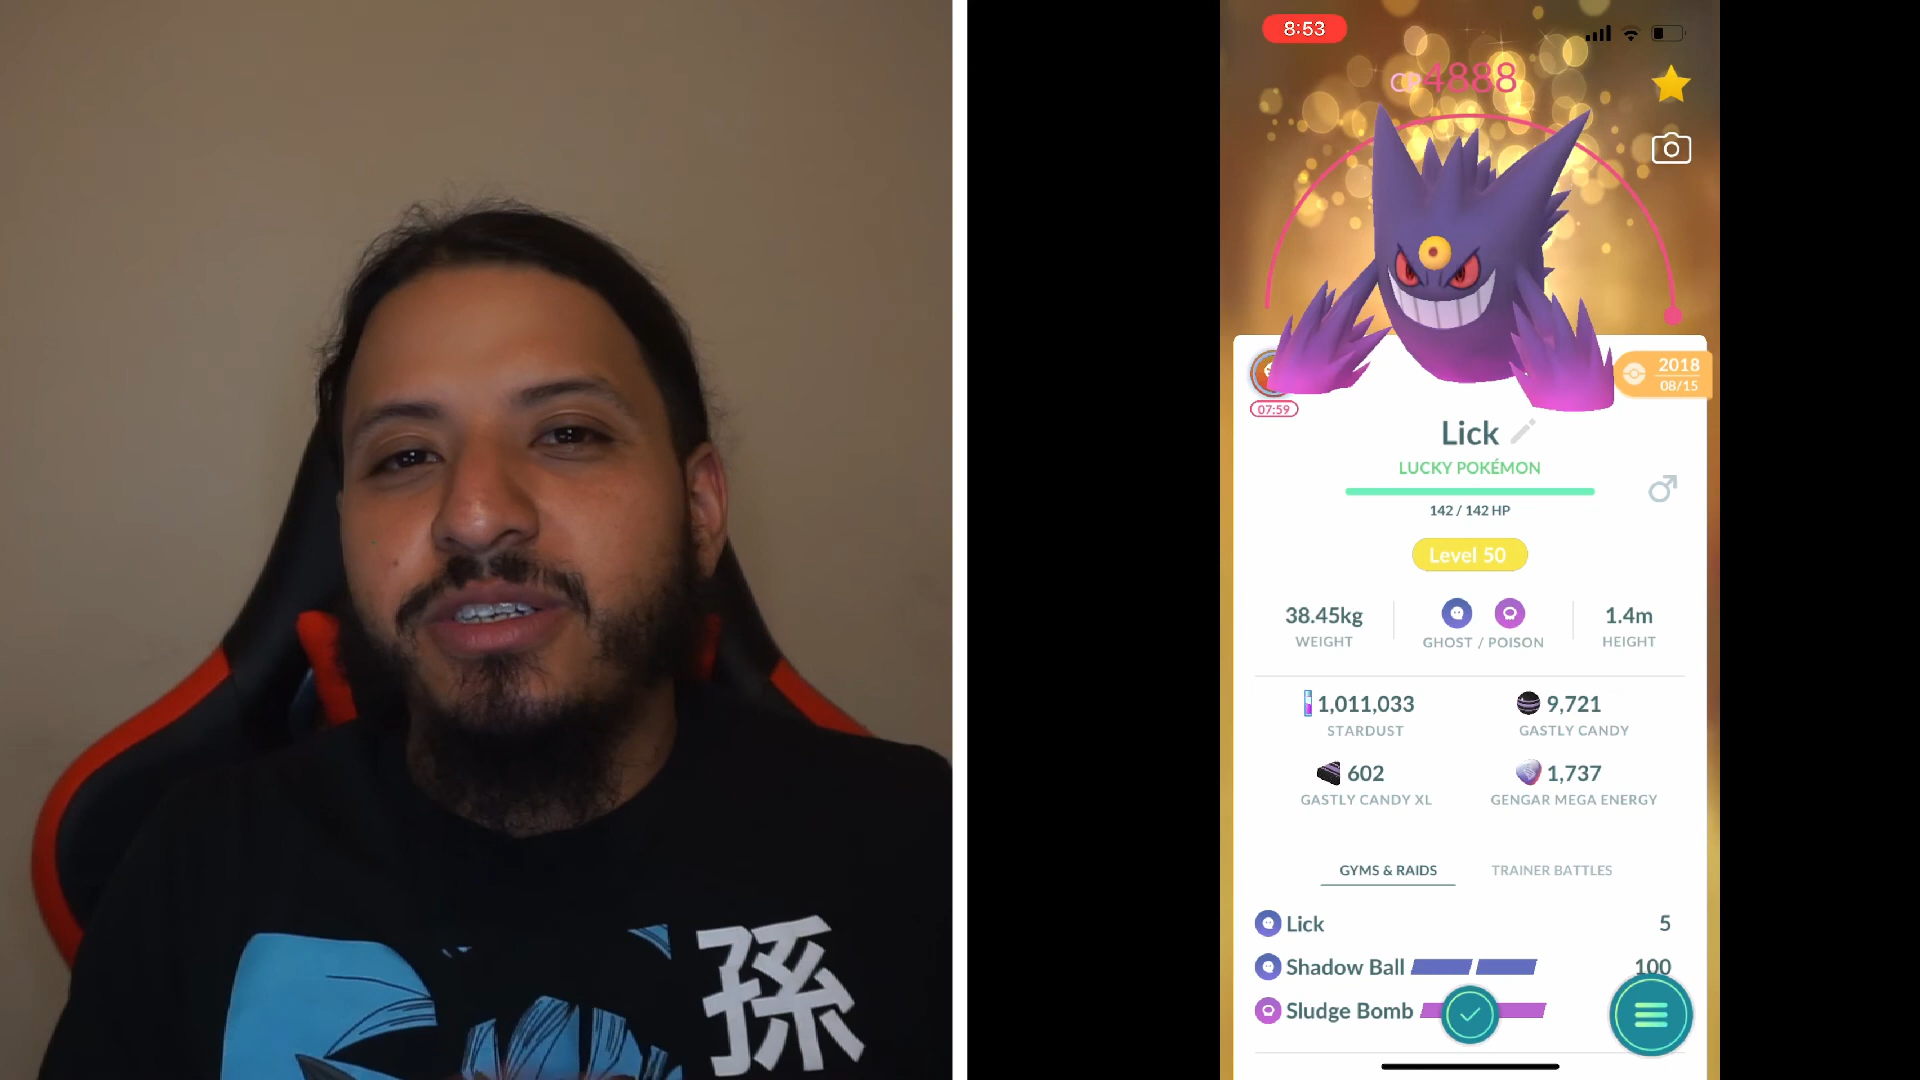 孫
8:53
CP4888
2018
08/15
07:59
Lick
LUCKY POKÉMON
142 / 142 HP
Level 50
38.45kg
WEIGHT
GHOST / POISON
1.4m
HEIGHT
1,011,033
STARDUST
9,721
GASTLY CANDY
602
GASTLY CANDY XL
1,737
GENGAR MEGA ENERGY
GYMS & RAIDS
TRAINER BATTLES
Lick
5
Shadow Ball
100
Sludge Bomb